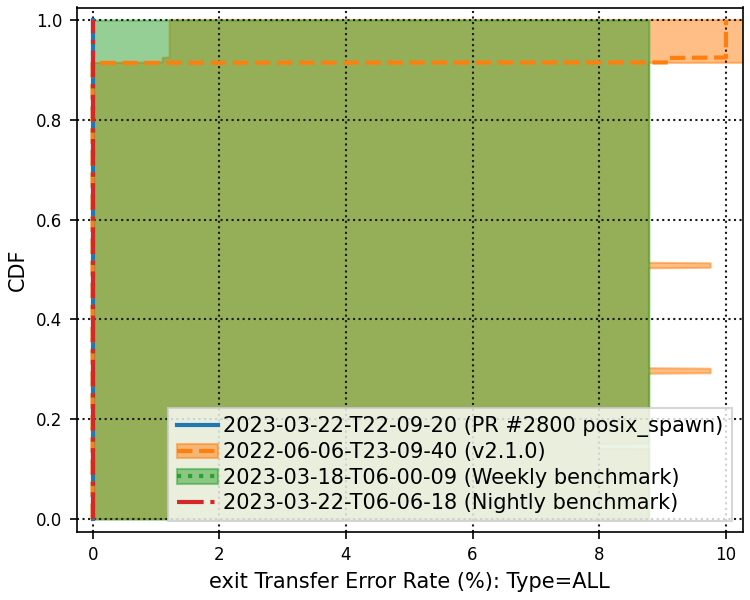 1.0
0.8
0.6
0.4
0.2
0.0
CDF
2023-03-22-T22-09-20 (PR #2800 posix_spawn)
2022-06-06-T23-09-40 (v2.1.0)
2023-03-18-T06-00-09 (Weekly benchmark)
2023-03-22-T06-06-18 (Nightly benchmark)
0 2 4 6 8 10
exit Transfer Error Rate (%): Type=ALL